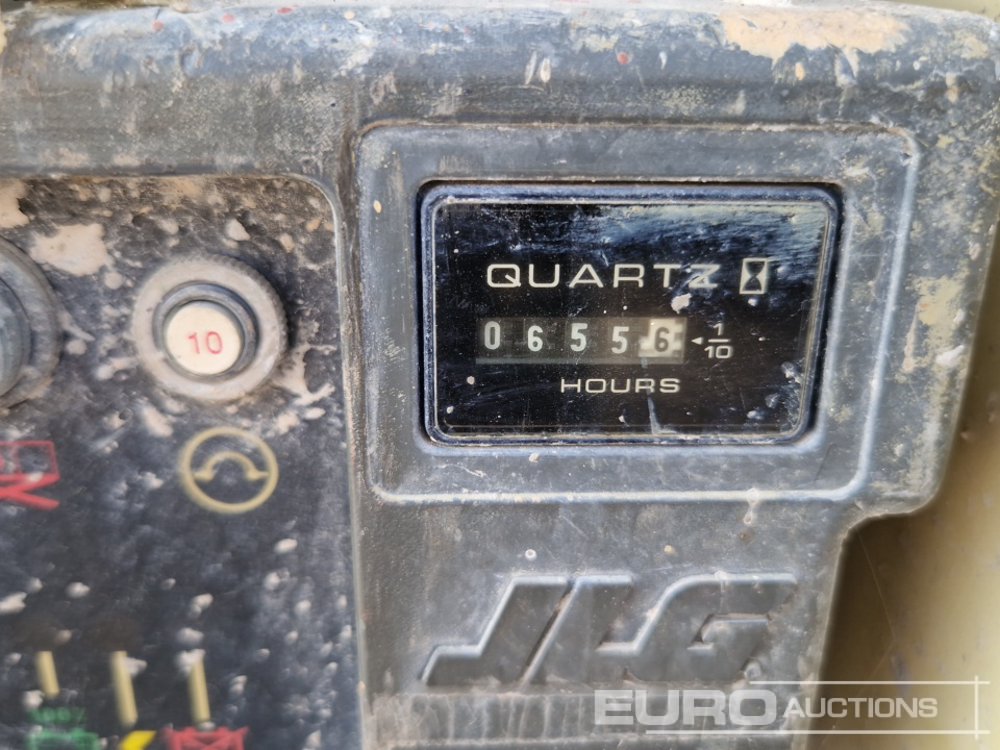 QUARTZ
06556 1/10
HOURS
10
JLG
EURO AUCTIONS